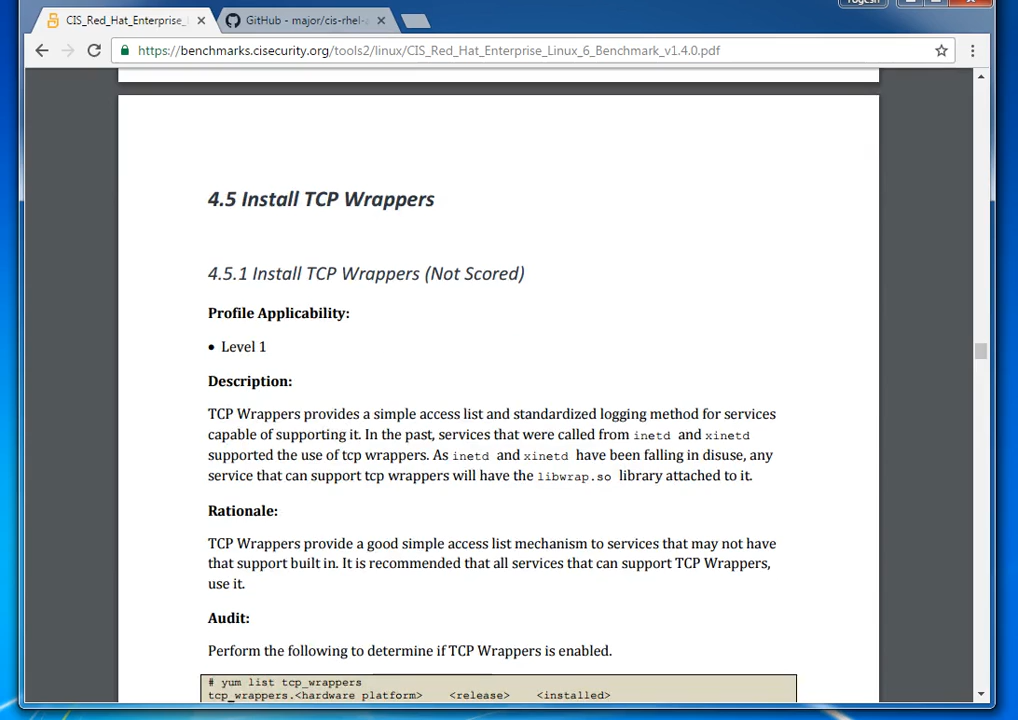 CIS_Red_Hat_Enterprise_
GitHub - major/cis-rhel-
https://benchmarks.cisecurity.org/tools2/linux/CIS_Red_Hat_Enterprise_Linux_6_Benchmark_v1.4.0.pdf
4.5 Install TCP Wrappers
4.5.1 Install TCP Wrappers (Not Scored)
Profile Applicability:
• Level 1
Description:
TCP Wrappers provides a simple access list and standardized logging method for services
capable of supporting it. In the past, services that were called from inetd and xinetd
supported the use of tcp wrappers. As inetd and xinetd have been falling in disuse, any
service that can support tcp wrappers will have the libwrap.so library attached to it.
Rationale:
TCP Wrappers provide a good simple access list mechanism to services that may not have
that support built in. It is recommended that all services that can support TCP Wrappers,
use it.
Audit:
Perform the following to determine if TCP Wrappers is enabled.
# yum list tcp_wrappers
tcp_wrappers.<hardware platform> <release> <installed>